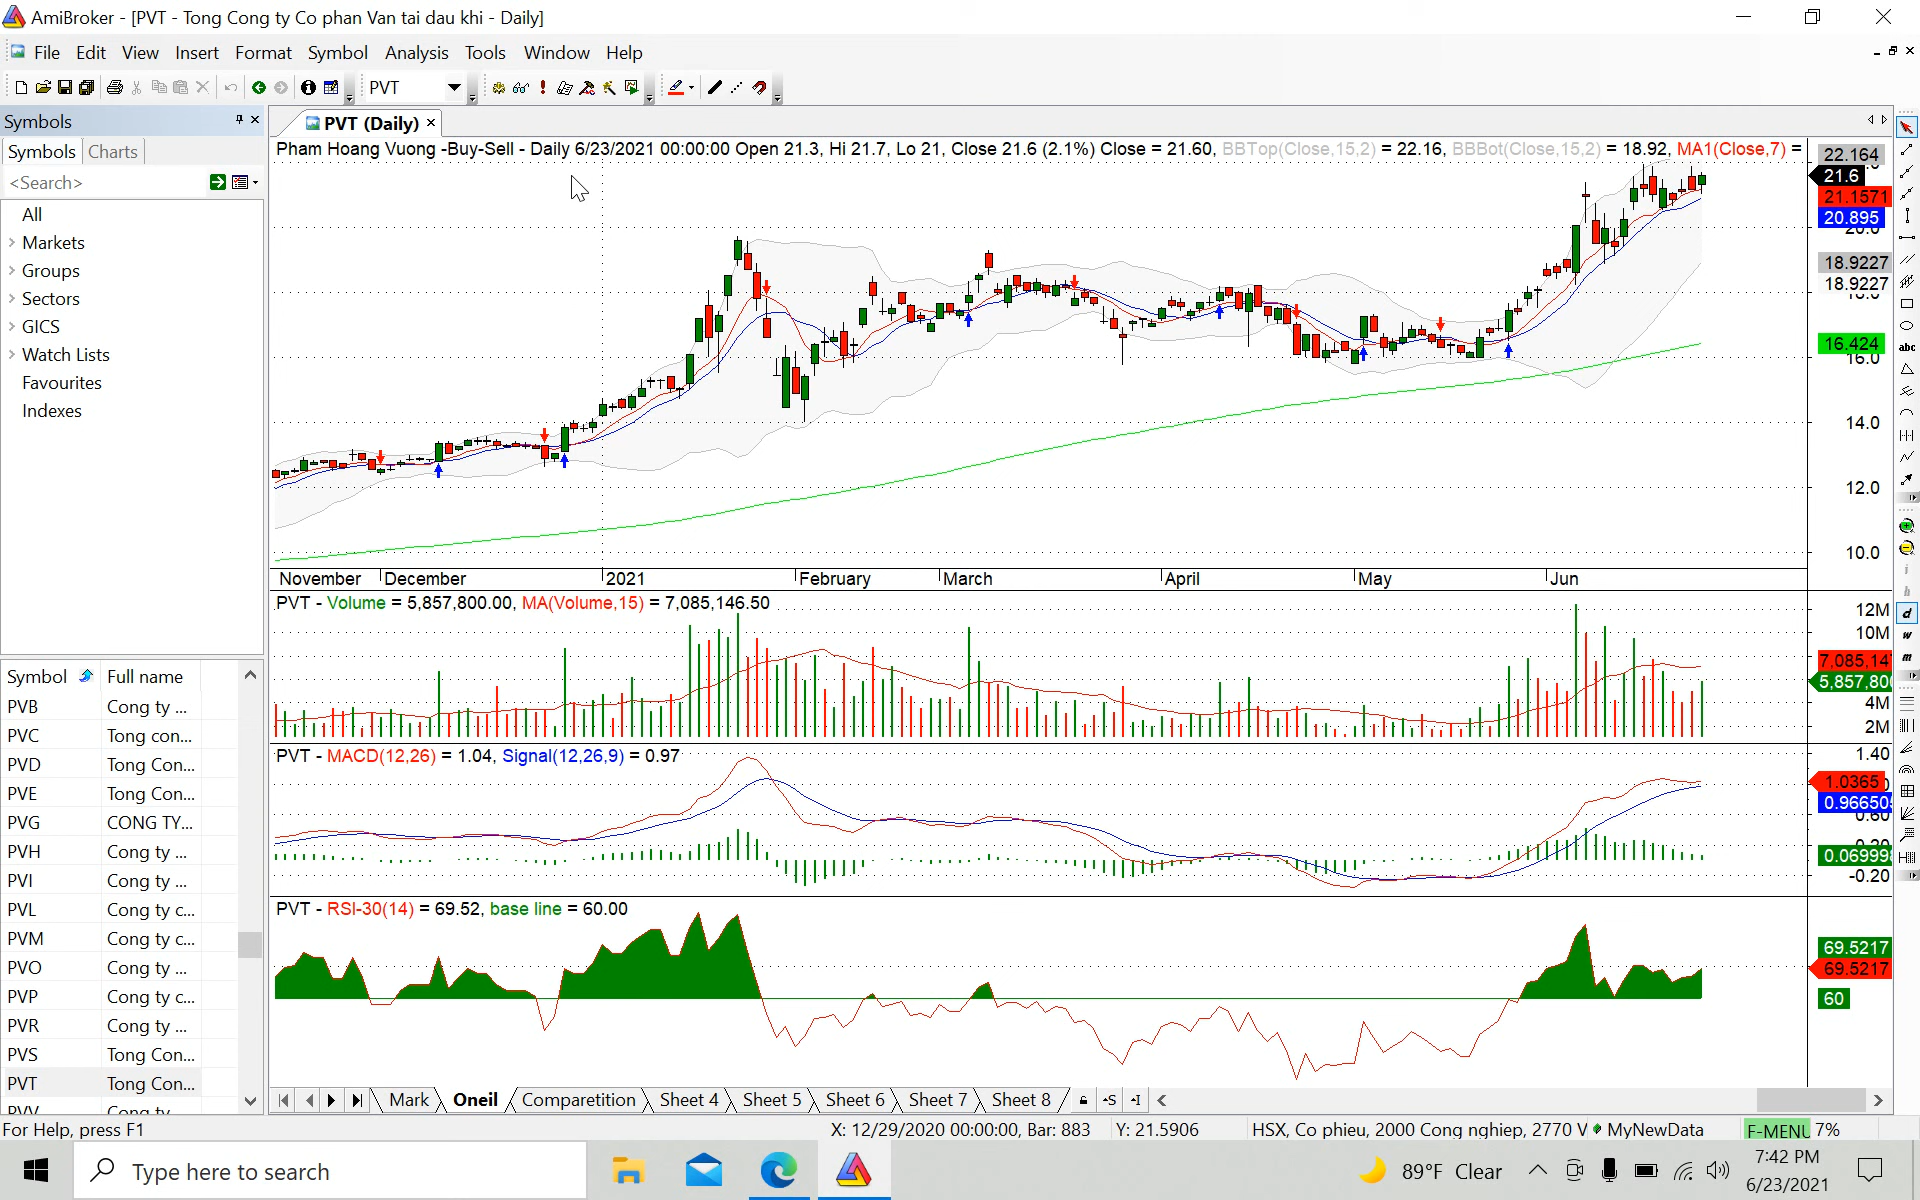 AmiBroker - [PVT - Tong Cong ty Co phan Van tai dau khi - Daily]
File Edit View Insert Format Symbol Analysis Tools Window Help
PVT
Symbols
Symbols Charts
<Search>
All
Markets
Groups
Sectors
GICS
Watch Lists
Favourites
Indexes
Symbol Full name
PVB Cong ty ...
PVC Tong con...
PVD Tong Con...
PVE Tong Con...
PVG CONG TY...
PVH Cong ty ...
PVI Cong ty ...
PVL Cong ty c...
PVM Cong ty c...
PVO Cong ty ...
PVP Cong ty c...
PVR Cong ty ...
PVS Tong Con...
PVT Tong Con...
PVV Cong ty
PVT (Daily)
Pham Hoang Vuong -Buy-Sell - Daily 6/23/2021 00:00:00 Open 21.3, Hi 21.7, Lo 21, Close 21.6 (2.1%) Close = 21.60, BBTop(Close,15,2) = 22.16, BBBot(Close,15,2) = 18.92, MA1(Close,7) =
22.164
21.6
21.1571
20.895
20.0
18.9227
18.9227
18.0
16.424
16.0
14.0
12.0
10.0
November December 2021 February March April May Jun
PVT - Volume = 5,857,800.00, MA(Volume,15) = 7,085,146.50
12M
10M
7,085,14
5,857,80
4M
2M
PVT - MACD(12,26) = 1.04, Signal(12,26,9) = 0.97
1.40
1.0365
0.96650
0.60
0.20
0.06999
-0.20
PVT - RSI-30(14) = 69.52, base line = 60.00
69.5217
69.5217
60
Mark Oneil Comparetition Sheet 4 Sheet 5 Sheet 6 Sheet 7 Sheet 8
abc
d
w
m
For Help, press F1
X: 12/29/2020 00:00:00, Bar: 883 Y: 21.5906 HSX, Co phieu, 2000 Cong nghiep, 2770 V MyNewData F-MENU 7%
Type here to search
89°F Clear
7:42 PM
6/23/2021